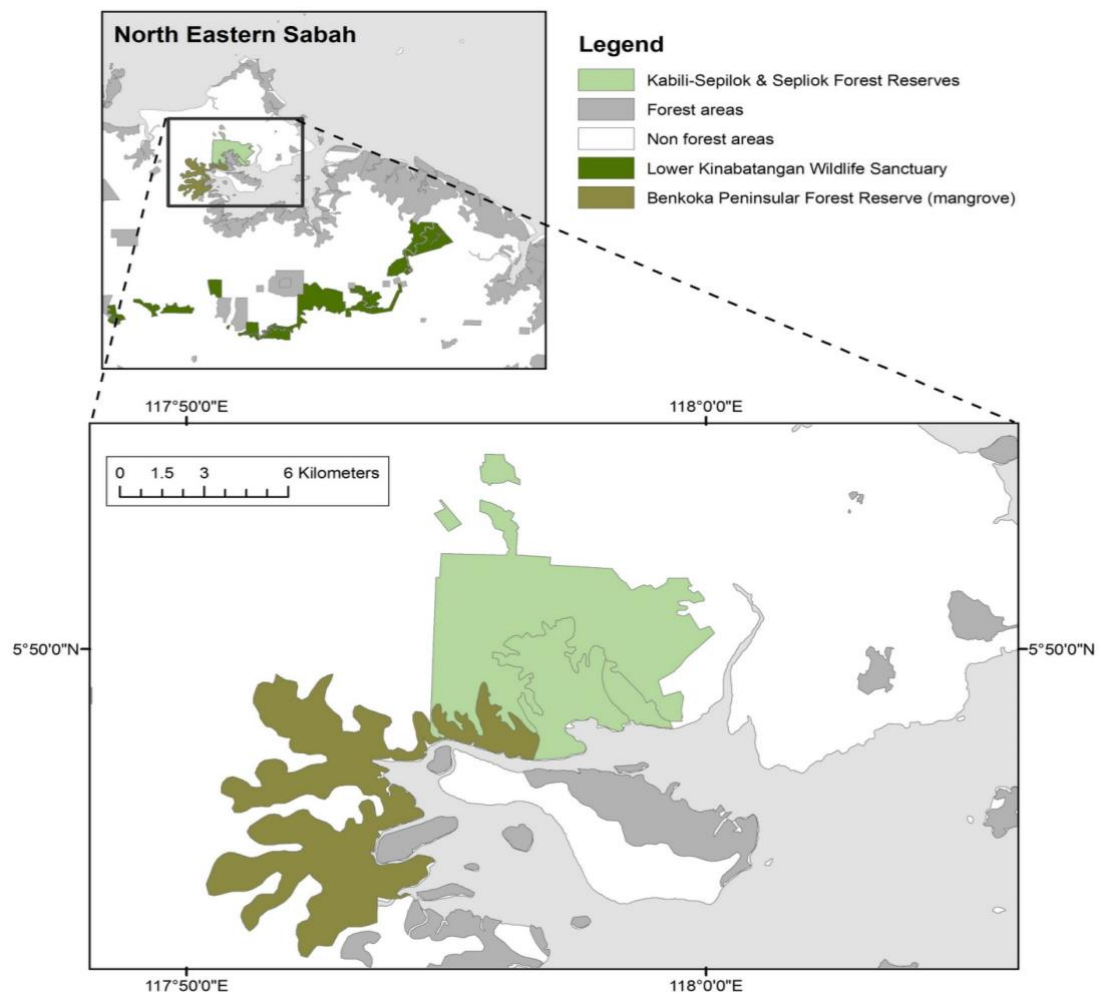 North Eastern Sabah
Legend
Kabili-Sepilok & Sepliok Forest Reserves
Forest areas
Non forest areas
Lower Kinabatangan Wildlife Sanctuary
Benkoka Peninsular Forest Reserve (mangrove)
117°50'0"E
118°0'0"E
0 1.5 3 6 Kilometers
5°50'0"N
5°50'0"N
117°50'0"E
118°0'0"E